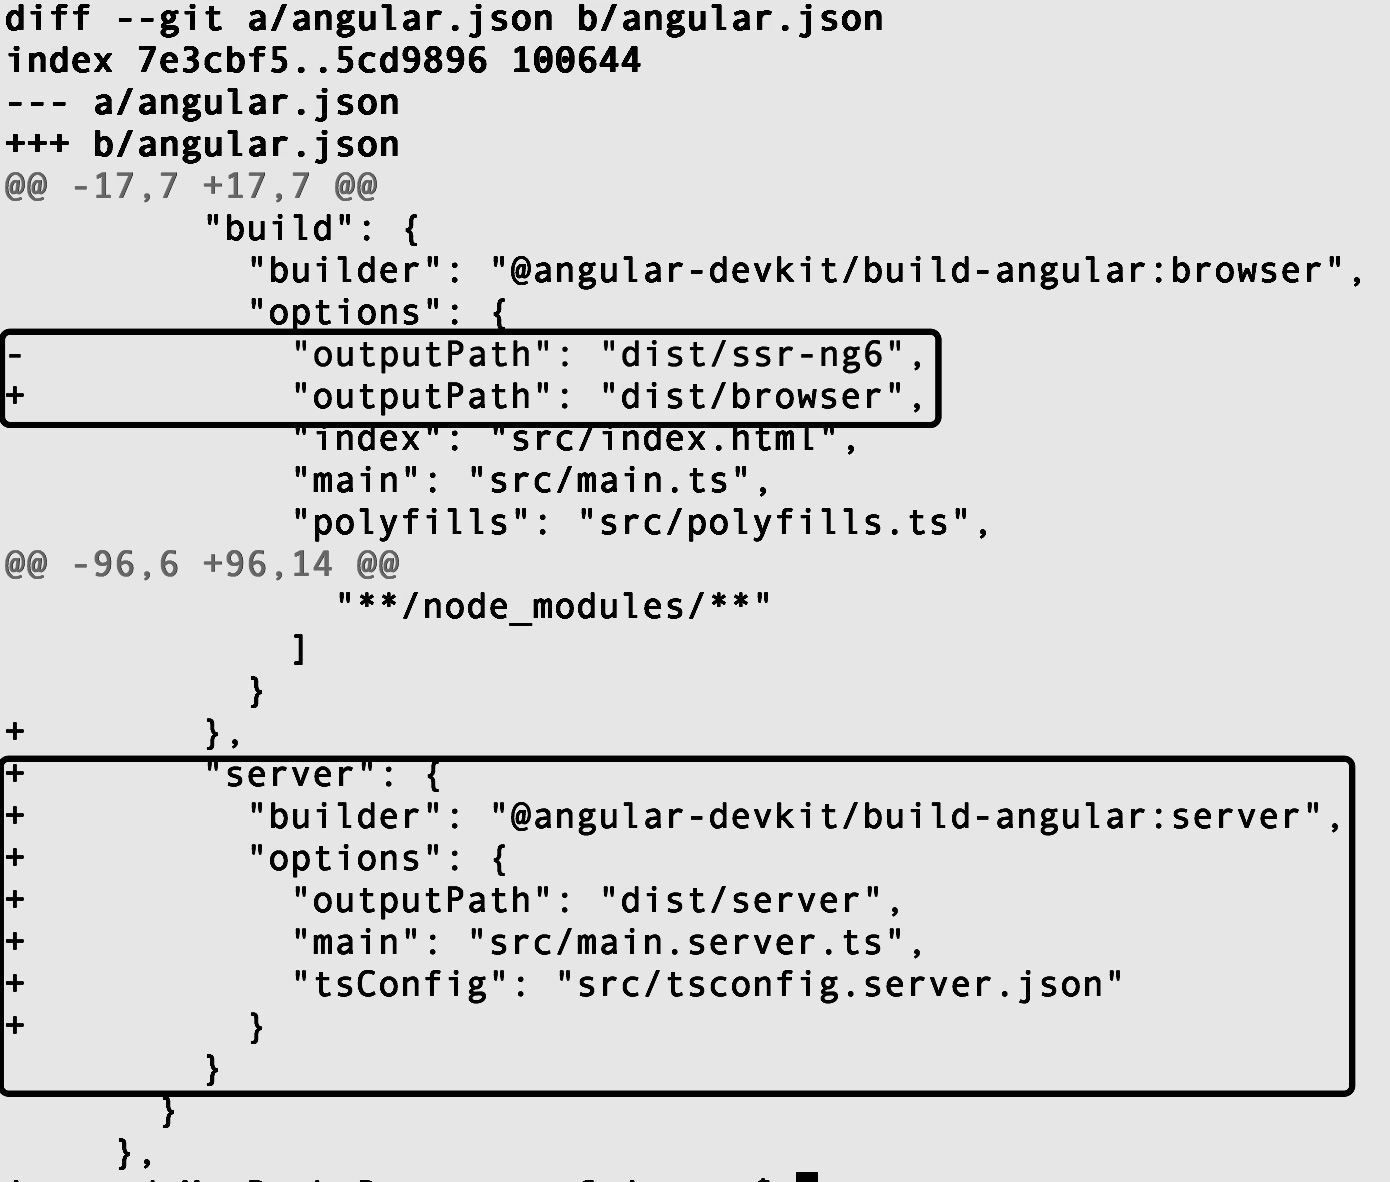 diff --git a/angular.json b/angular.json
index 7e3cbf5..5cd9896 100644
--- a/angular.json
+++ b/angular.json
@@ -17,7 +17,7 @@
         "build": {
           "builder": "@angular-devkit/build-angular:browser",
           "options": {
-            "outputPath": "dist/ssr-ng6",
+            "outputPath": "dist/browser",
             "index": "src/index.html",
             "main": "src/main.ts",
             "polyfills": "src/polyfills.ts",
@@ -96,6 +96,14 @@
               "**/node_modules/**"
             ]
           }
+        },
+        "server": {
+          "builder": "@angular-devkit/build-angular:server",
+          "options": {
+            "outputPath": "dist/server",
+            "main": "src/main.server.ts",
+            "tsConfig": "src/tsconfig.server.json"
+          }
         }
       }
     },